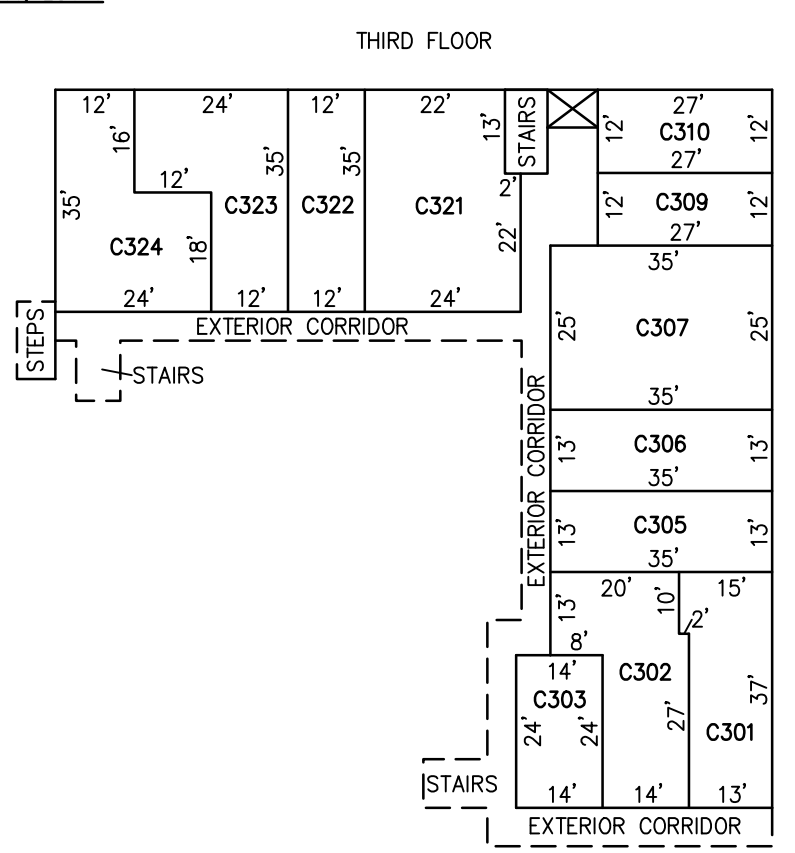 THIRD FLOOR
12' 24' 12' 22' 13' STAIRS 27'
16' 35' 35' 12' C310 12'
27'
12' 2'
35' C323 C322 C321 12' C309 12'
C324 18' 22' 27'
35'
24' 12' 12' 24'
EXTERIOR CORRIDOR
STEPS
25' C307 25'
STAIRS
35'
EXTERIOR CORRIDOR
13' C306 13'
35'
EXTERIOR CORRIDOR
13' C305 13'
35'
20' 10' 15'
13' 2'
8'
14' C302
C303 37'
24' 24' 27' C301
STAIRS
14' 14' 13'
EXTERIOR CORRIDOR